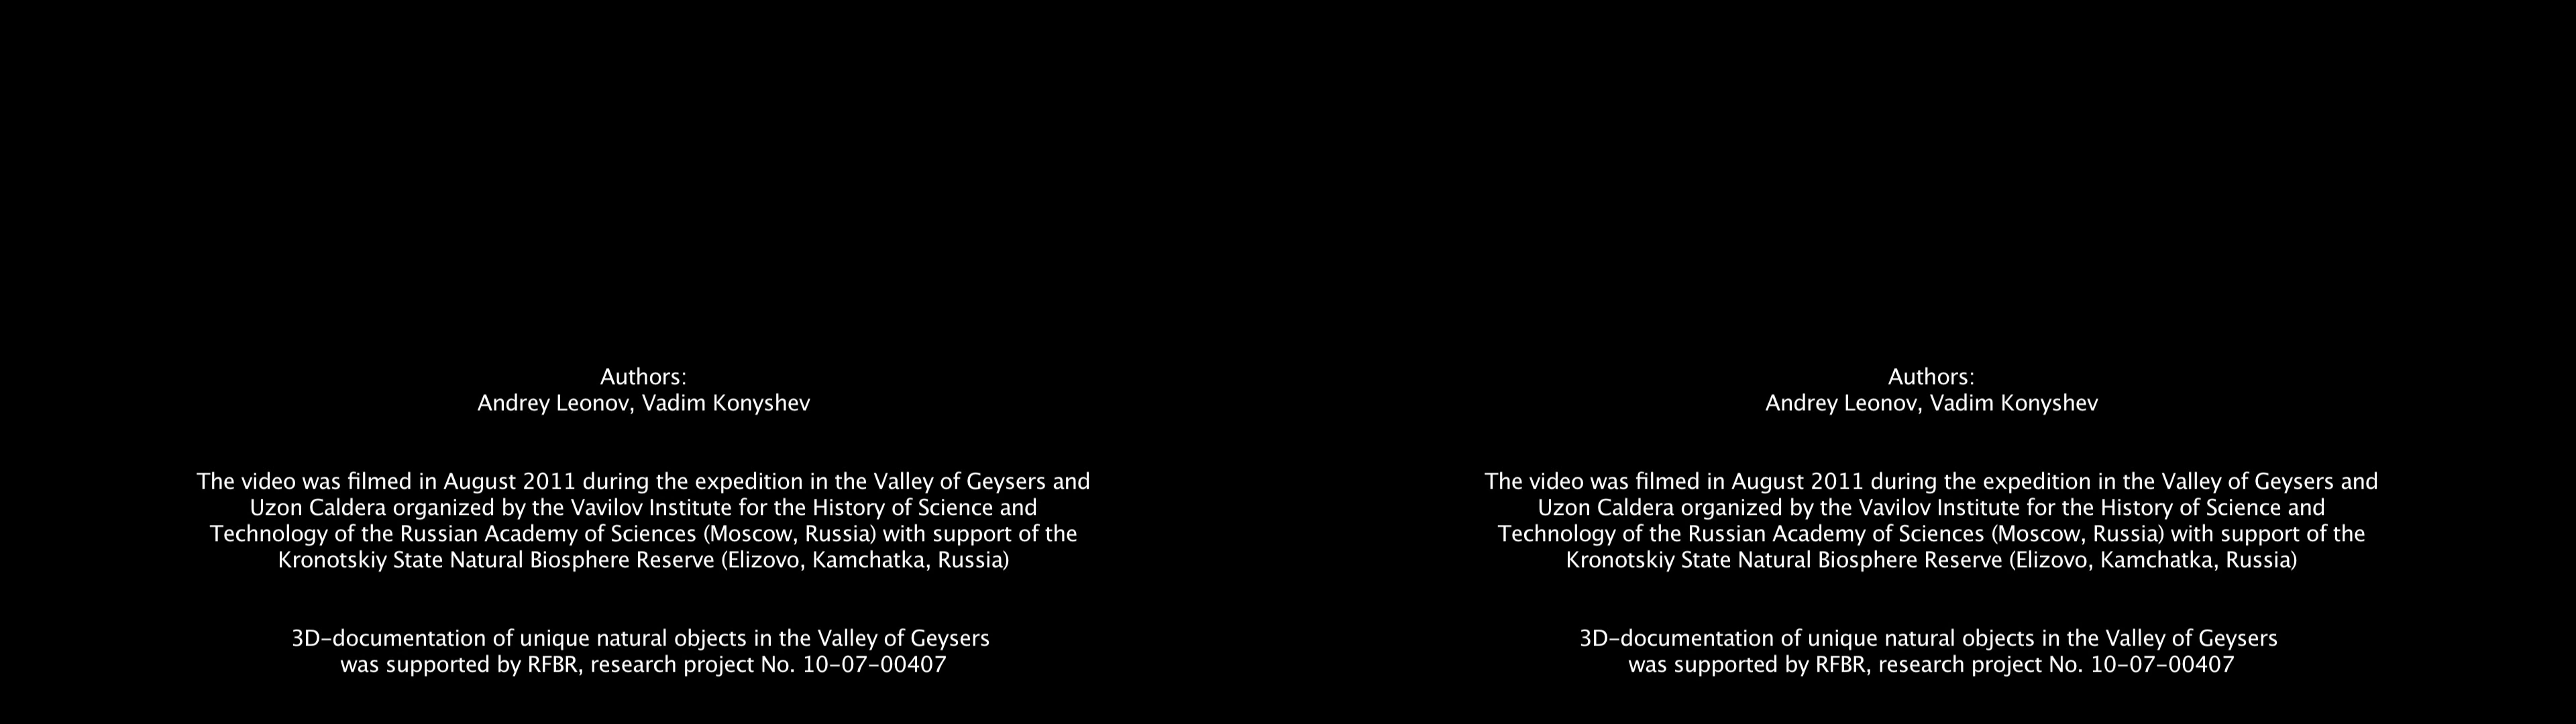 Authors:
Andrey Leonov, Vadim Konyshev
The video was filmed in August 2011 during the expedition in the Valley of Geysers and
Uzon Caldera organized by the Vavilov Institute for the History of Science and
Technology of the Russian Academy of Sciences (Moscow, Russia) with support of the
Kronotskiy State Natural Biosphere Reserve (Elizovo, Kamchatka, Russia)
3D-documentation of unique natural objects in the Valley of Geysers
was supported by RFBR, research project No. 10-07-00407
Authors:
Andrey Leonov, Vadim Konyshev
The video was filmed in August 2011 during the expedition in the Valley of Geysers and
Uzon Caldera organized by the Vavilov Institute for the History of Science and
Technology of the Russian Academy of Sciences (Moscow, Russia) with support of the
Kronotskiy State Natural Biosphere Reserve (Elizovo, Kamchatka, Russia)
3D-documentation of unique natural objects in the Valley of Geysers
was supported by RFBR, research project No. 10-07-00407